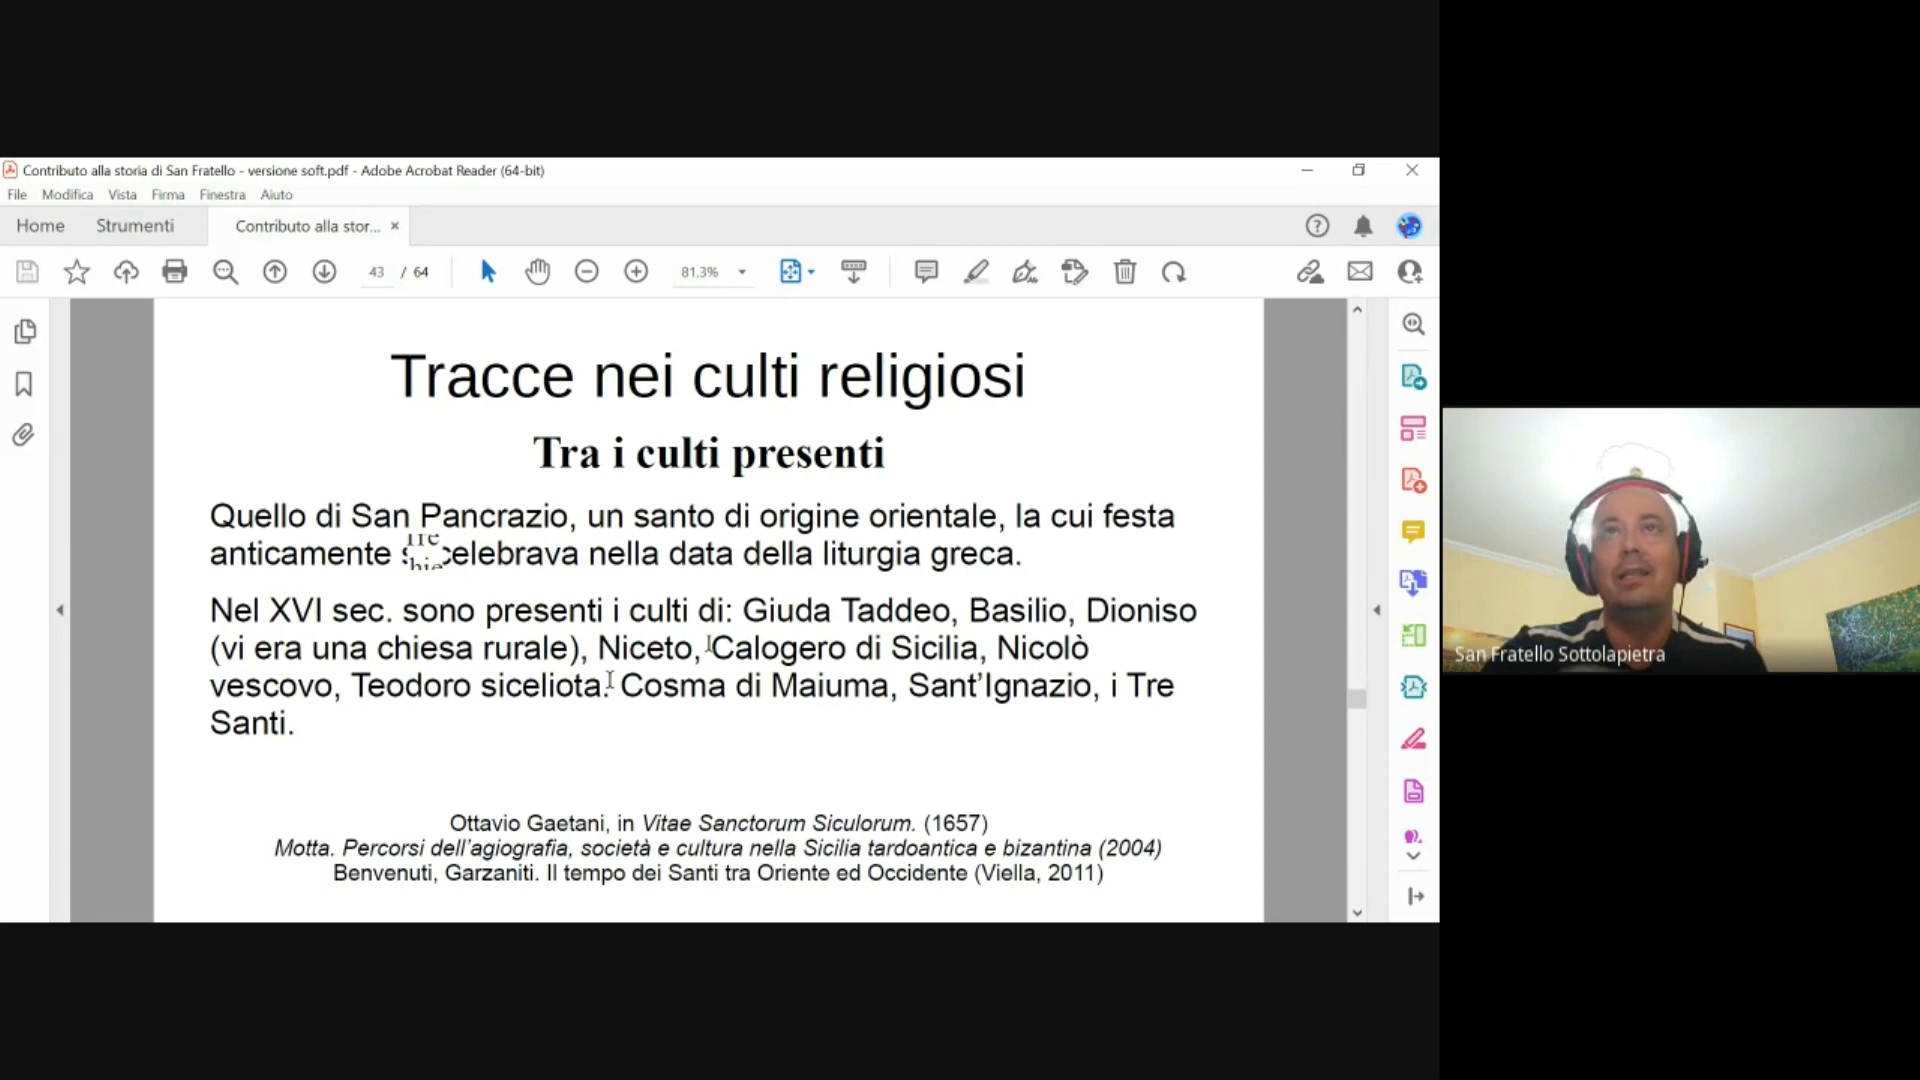 Contributo alla storia di San Fratello - versione soft.pdf - Adobe Acrobat Reader (64-bit)
File Modifica Vista Firma Finestra Aiuto
Home Strumenti Contributo alla stor... ×
43 / 64 81,3%
Tracce nei culti religiosi
Tra i culti presenti
Quello di San Pancrazio, un santo di origine orientale, la cui festa
anticamente celebrava nella data della liturgia greca.
Nel XVI sec. sono presenti i culti di: Giuda Taddeo, Basilio, Dioniso
(vi era una chiesa rurale), Niceto, Calogero di Sicilia, Nicolò
vescovo, Teodoro siceliota. Cosma di Maiuma, Sant’Ignazio, i Tre
Santi.
Ottavio Gaetani, in Vitae Sanctorum Siculorum. (1657)
Motta. Percorsi dell’agiografia, società e cultura nella Sicilia tardoantica e bizantina (2004)
Benvenuti, Garzaniti. Il tempo dei Santi tra Oriente ed Occidente (Viella, 2011)
San Fratello Sottolapietra